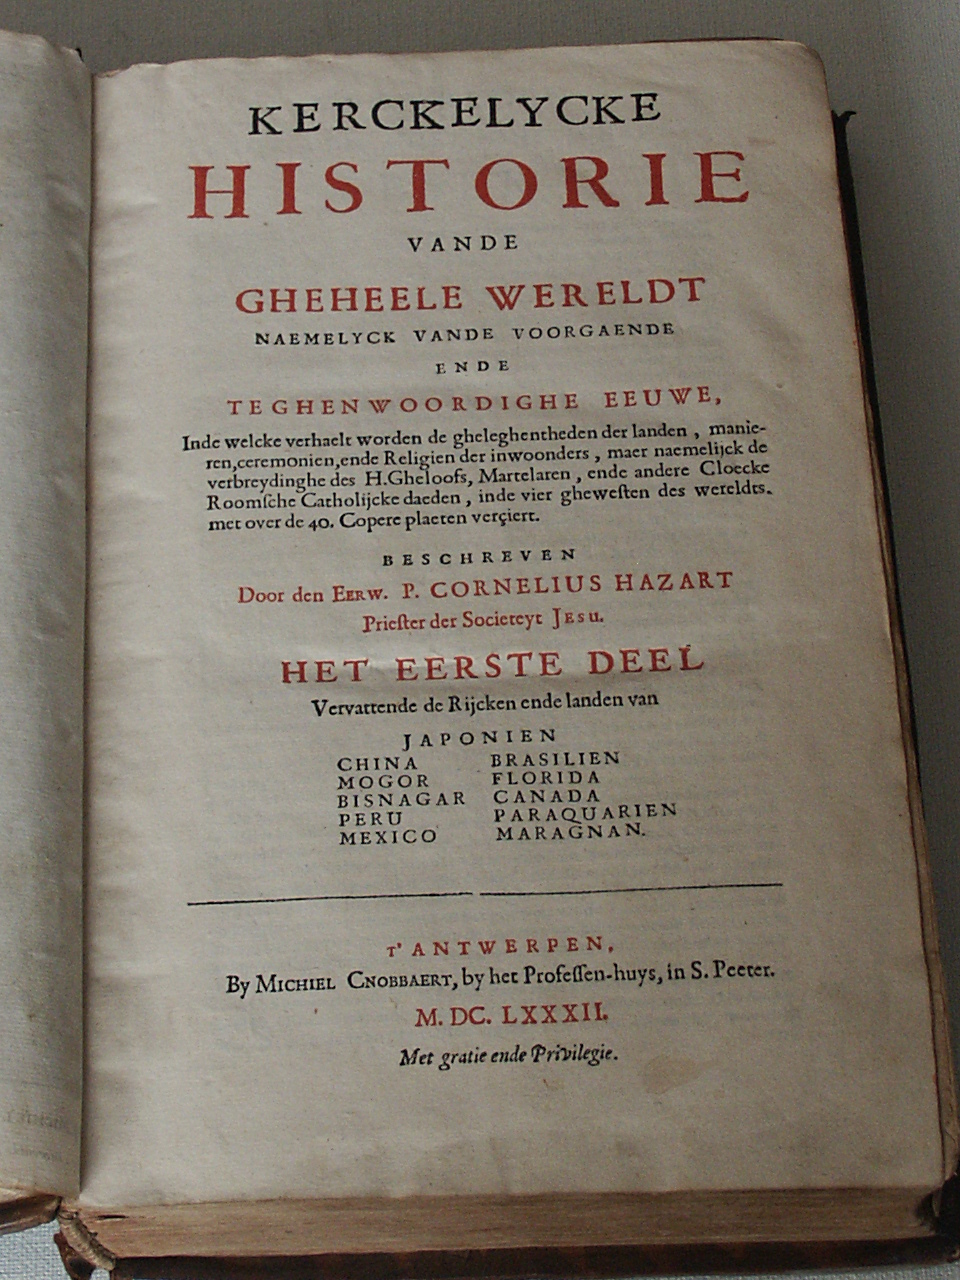 KERCKELYCKE
HISTORIE
VANDE
GHEHEELE WERELDT
NAEMELYCK VANDE VOORGAENDE
ENDE
TEGHENWOORDIGHE EEUWE,
Inde welcke verhaelt worden de gheleghentheden der landen, manie-
ren, ceremonien, ende Religien der inwoonders, maer naemelijck de
verbreydinghe des H. Gheloofs, Martelaren, ende andere Cloecke
Roomſche Catholijcke daeden, inde vier gheweſten des wereldts.
met over de 40. Copere plaeten verçiert.
BESCHREVEN
Door den EERW. P. CORNELIUS HAZART
Prieſter der Societeyt JESU.
HET EERSTE DEEL
Vervattende de Rijcken ende landen van
JAPONIEN
CHINA BRASILIEN
MOGOR FLORIDA
BISNAGAR CANADA
PERU PARAQUARIEN
MEXICO MARAGNAN.
T' ANTWERPEN,
By MICHIEL CNOBBAERT, by het Profeſſen-huys, in S. Peeter.
M. DC. LXXXII.
Met gratie ende Privilegie.